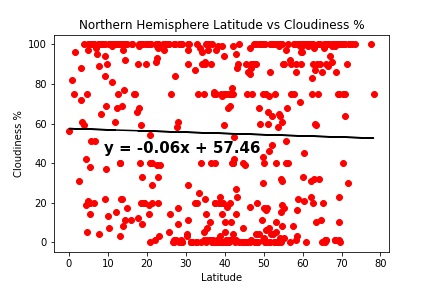 Northern Hemisphere Latitude vs Cloudiness %
100
80
60
40
20
0
Cloudiness %
y = -0.06x + 57.46
0 10 20 30 40 50 60 70 80
Latitude